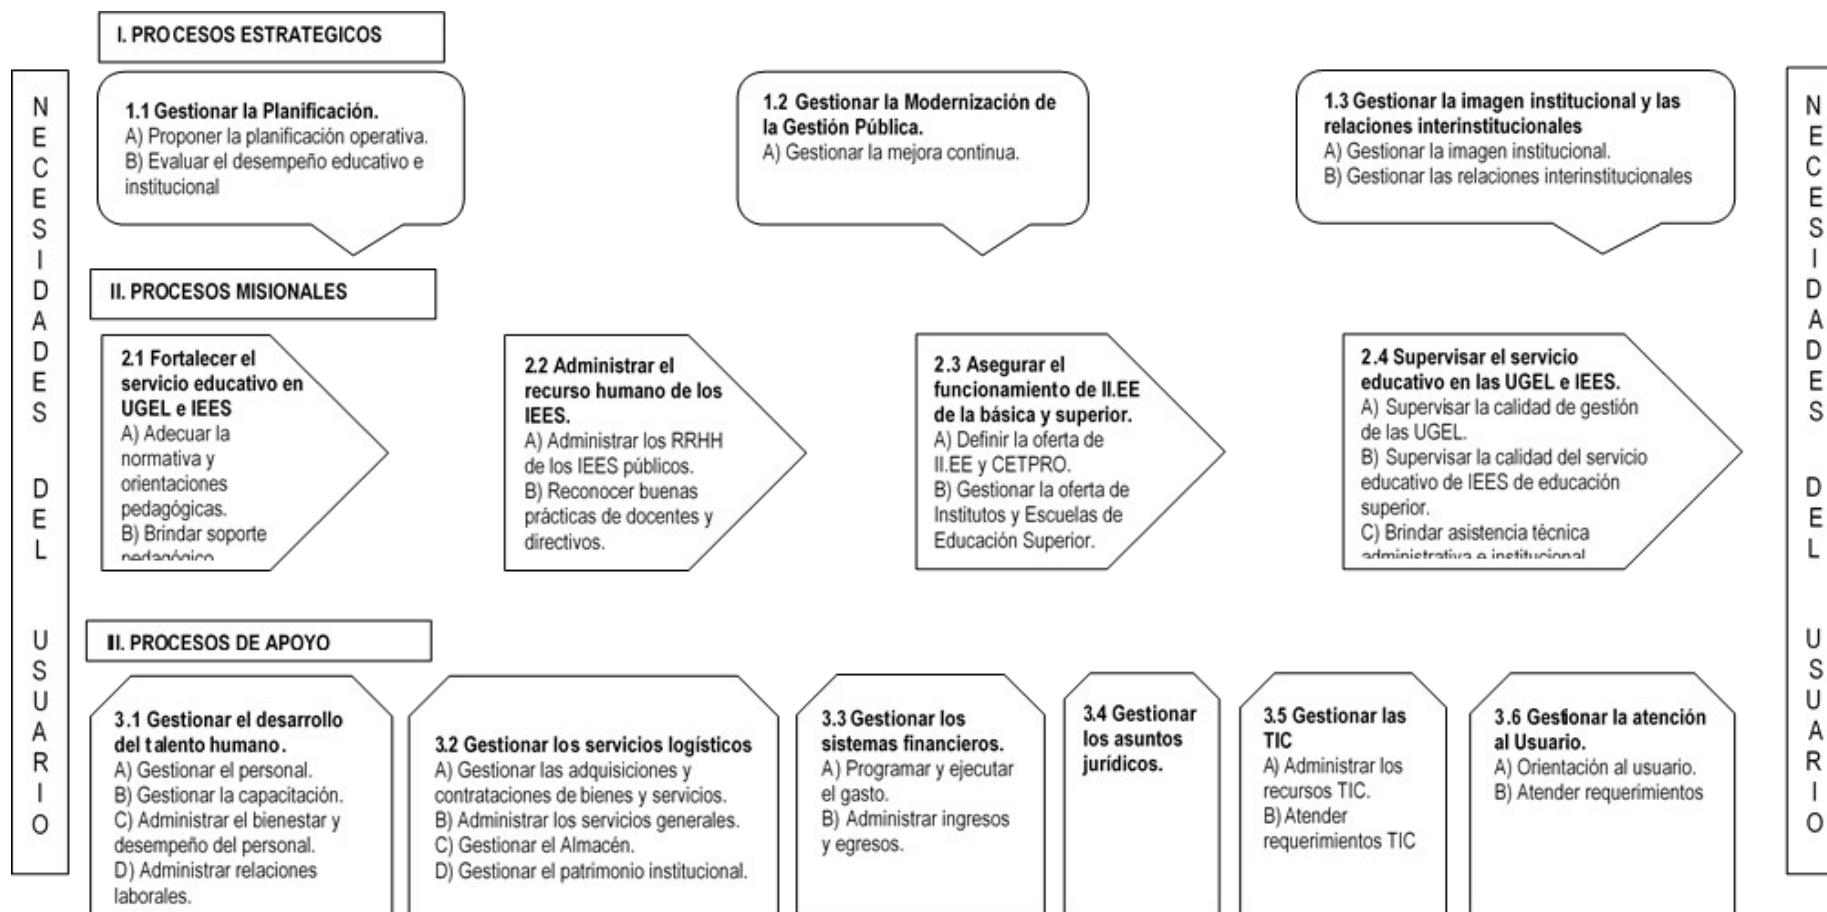 NECESIDADES DEL USUARIO
I. PROCESOS ESTRATEGICOS
1.1 Gestionar la Planificación.
A) Proponer la planificación operativa.
B) Evaluar el desempeño educativo e
institucional
1.2 Gestionar la Modernización de
la Gestión Pública.
A) Gestionar la mejora continua.
1.3 Gestionar la imagen institucional y las
relaciones interinstitucionales
A) Gestionar la imagen institucional.
B) Gestionar las relaciones interinstitucionales
II. PROCESOS MISIONALES
2.1 Fortalecer el
servicio educativo en
UGEL e IEES
A) Adecuar la
normativa y
orientaciones
pedagógicas.
B) Brindar soporte
pedagógico
2.2 Administrar el
recurso humano de los
IEES.
A) Administrar los RRHH
de los IEES públicos.
B) Reconocer buenas
prácticas de docentes y
directivos.
2.3 Asegurar el
funcionamiento de II.EE
de la básica y superior.
A) Definir la oferta de
II.EE y CETPRO.
B) Gestionar la oferta de
Institutos y Escuelas de
Educación Superior.
2.4 Supervisar el servicio
educativo en las UGEL e IEES.
A) Supervisar la calidad de gestión
de las UGEL.
B) Supervisar la calidad del servicio
educativo de IEES de educación
superior.
C) Brindar asistencia técnica
administrativa e institucional
III. PROCESOS DE APOYO
3.1 Gestionar el desarrollo
del talento humano.
A) Gestionar el personal.
B) Gestionar la capacitación.
C) Administrar el bienestar y
desempeño del personal.
D) Administrar relaciones
laborales.
3.2 Gestionar los servicios logísticos
A) Gestionar las adquisiciones y
contrataciones de bienes y servicios.
B) Administrar los servicios generales.
C) Gestionar el Almacén.
D) Gestionar el patrimonio institucional.
3.3 Gestionar los
sistemas financieros.
A) Programar y ejecutar
el gasto.
B) Administrar ingresos
y egresos.
3.4 Gestionar
los asuntos
jurídicos.
3.5 Gestionar las
TIC
A) Administrar los
recursos TIC.
B) Atender
requerimientos TIC
3.6 Gestionar la atención
al Usuario.
A) Orientación al usuario.
B) Atender requerimientos
NECESIDADES DEL USUARIO